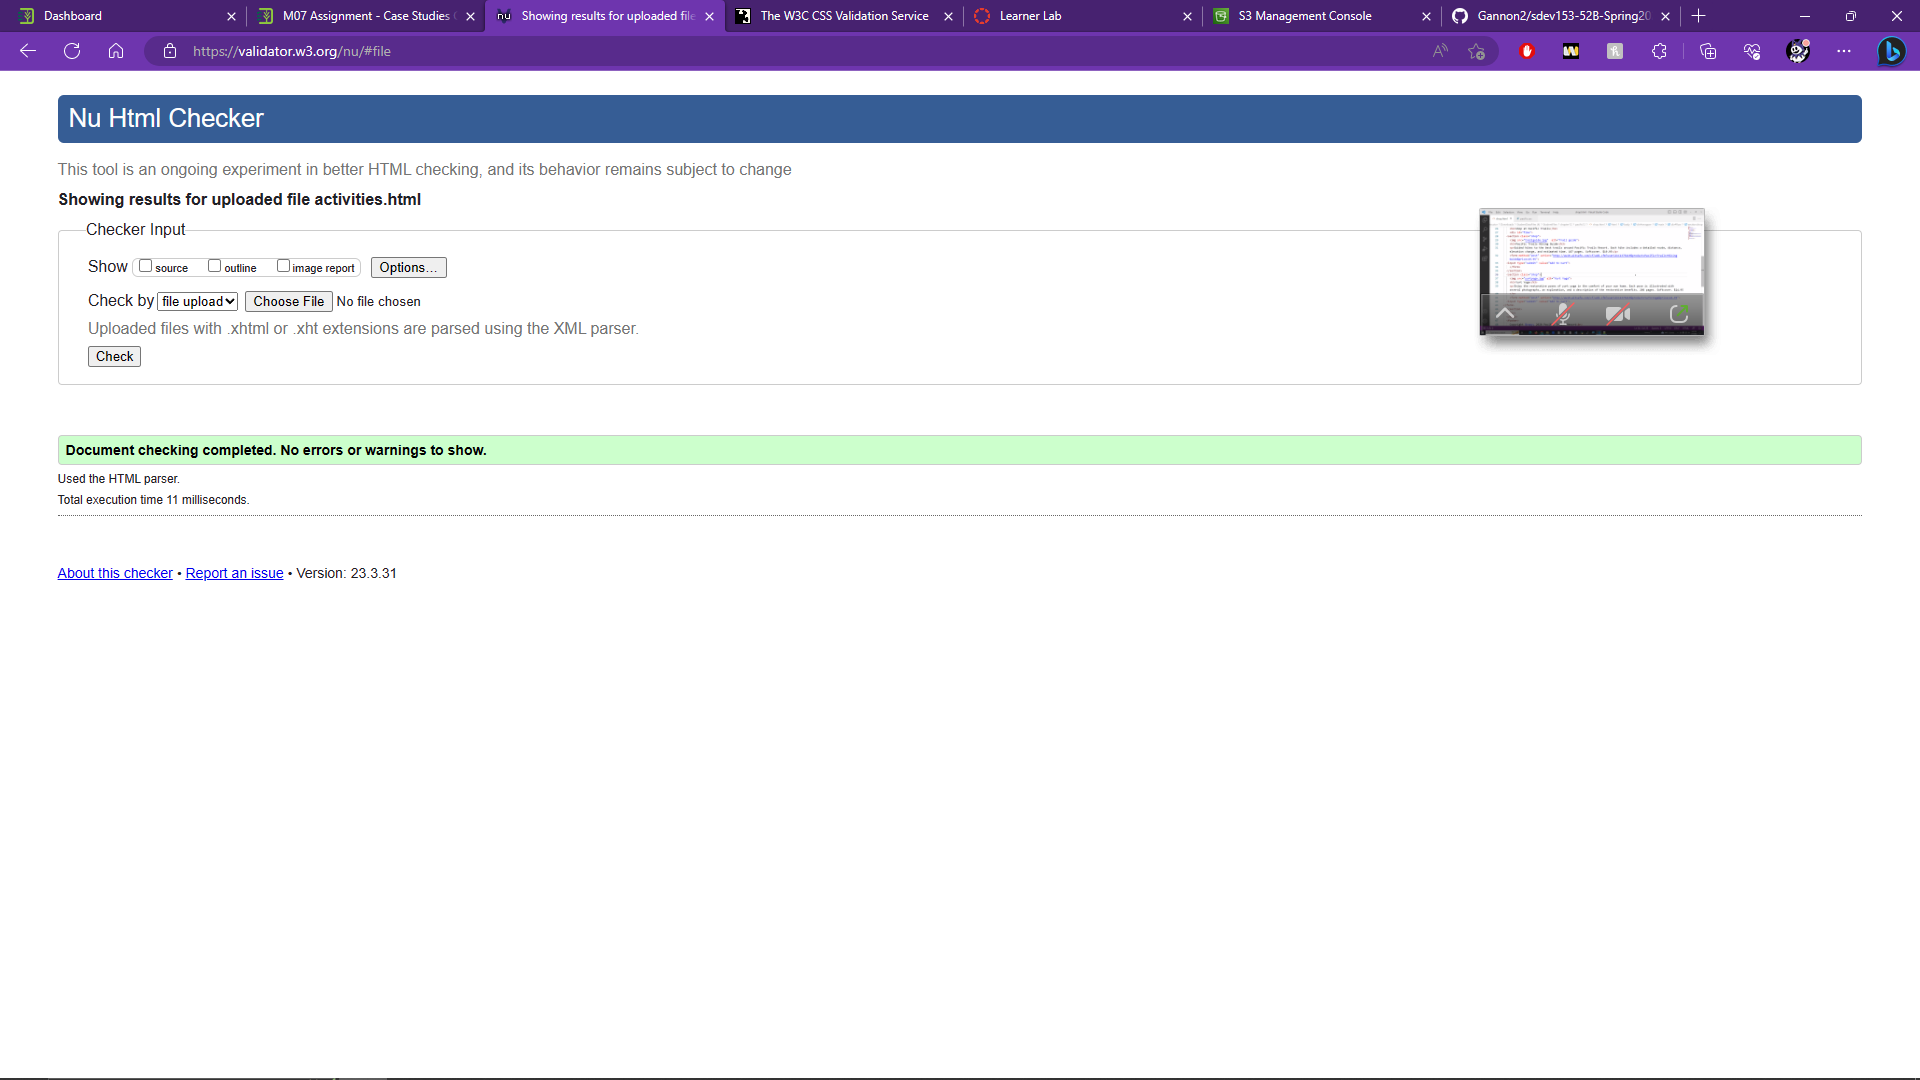 Dashboard
M07 Assignment - Case Studies
Showing results for uploaded file
The W3C CSS Validation Service
Learner Lab
S3 Management Console
Gannon2/sdev153-52B-Spring20
https://validator.w3.org/nu/#file
Nu Html Checker
This tool is an ongoing experiment in better HTML checking, and its behavior remains subject to change
Showing results for uploaded file activities.html
Checker Input
Show source outline image report Options...
Check by file upload Choose File No file chosen
Uploaded files with .xhtml or .xht extensions are parsed using the XML parser.
Check
Document checking completed. No errors or warnings to show.
Used the HTML parser.
Total execution time 11 milliseconds.
About this checker • Report an issue • Version: 23.3.31